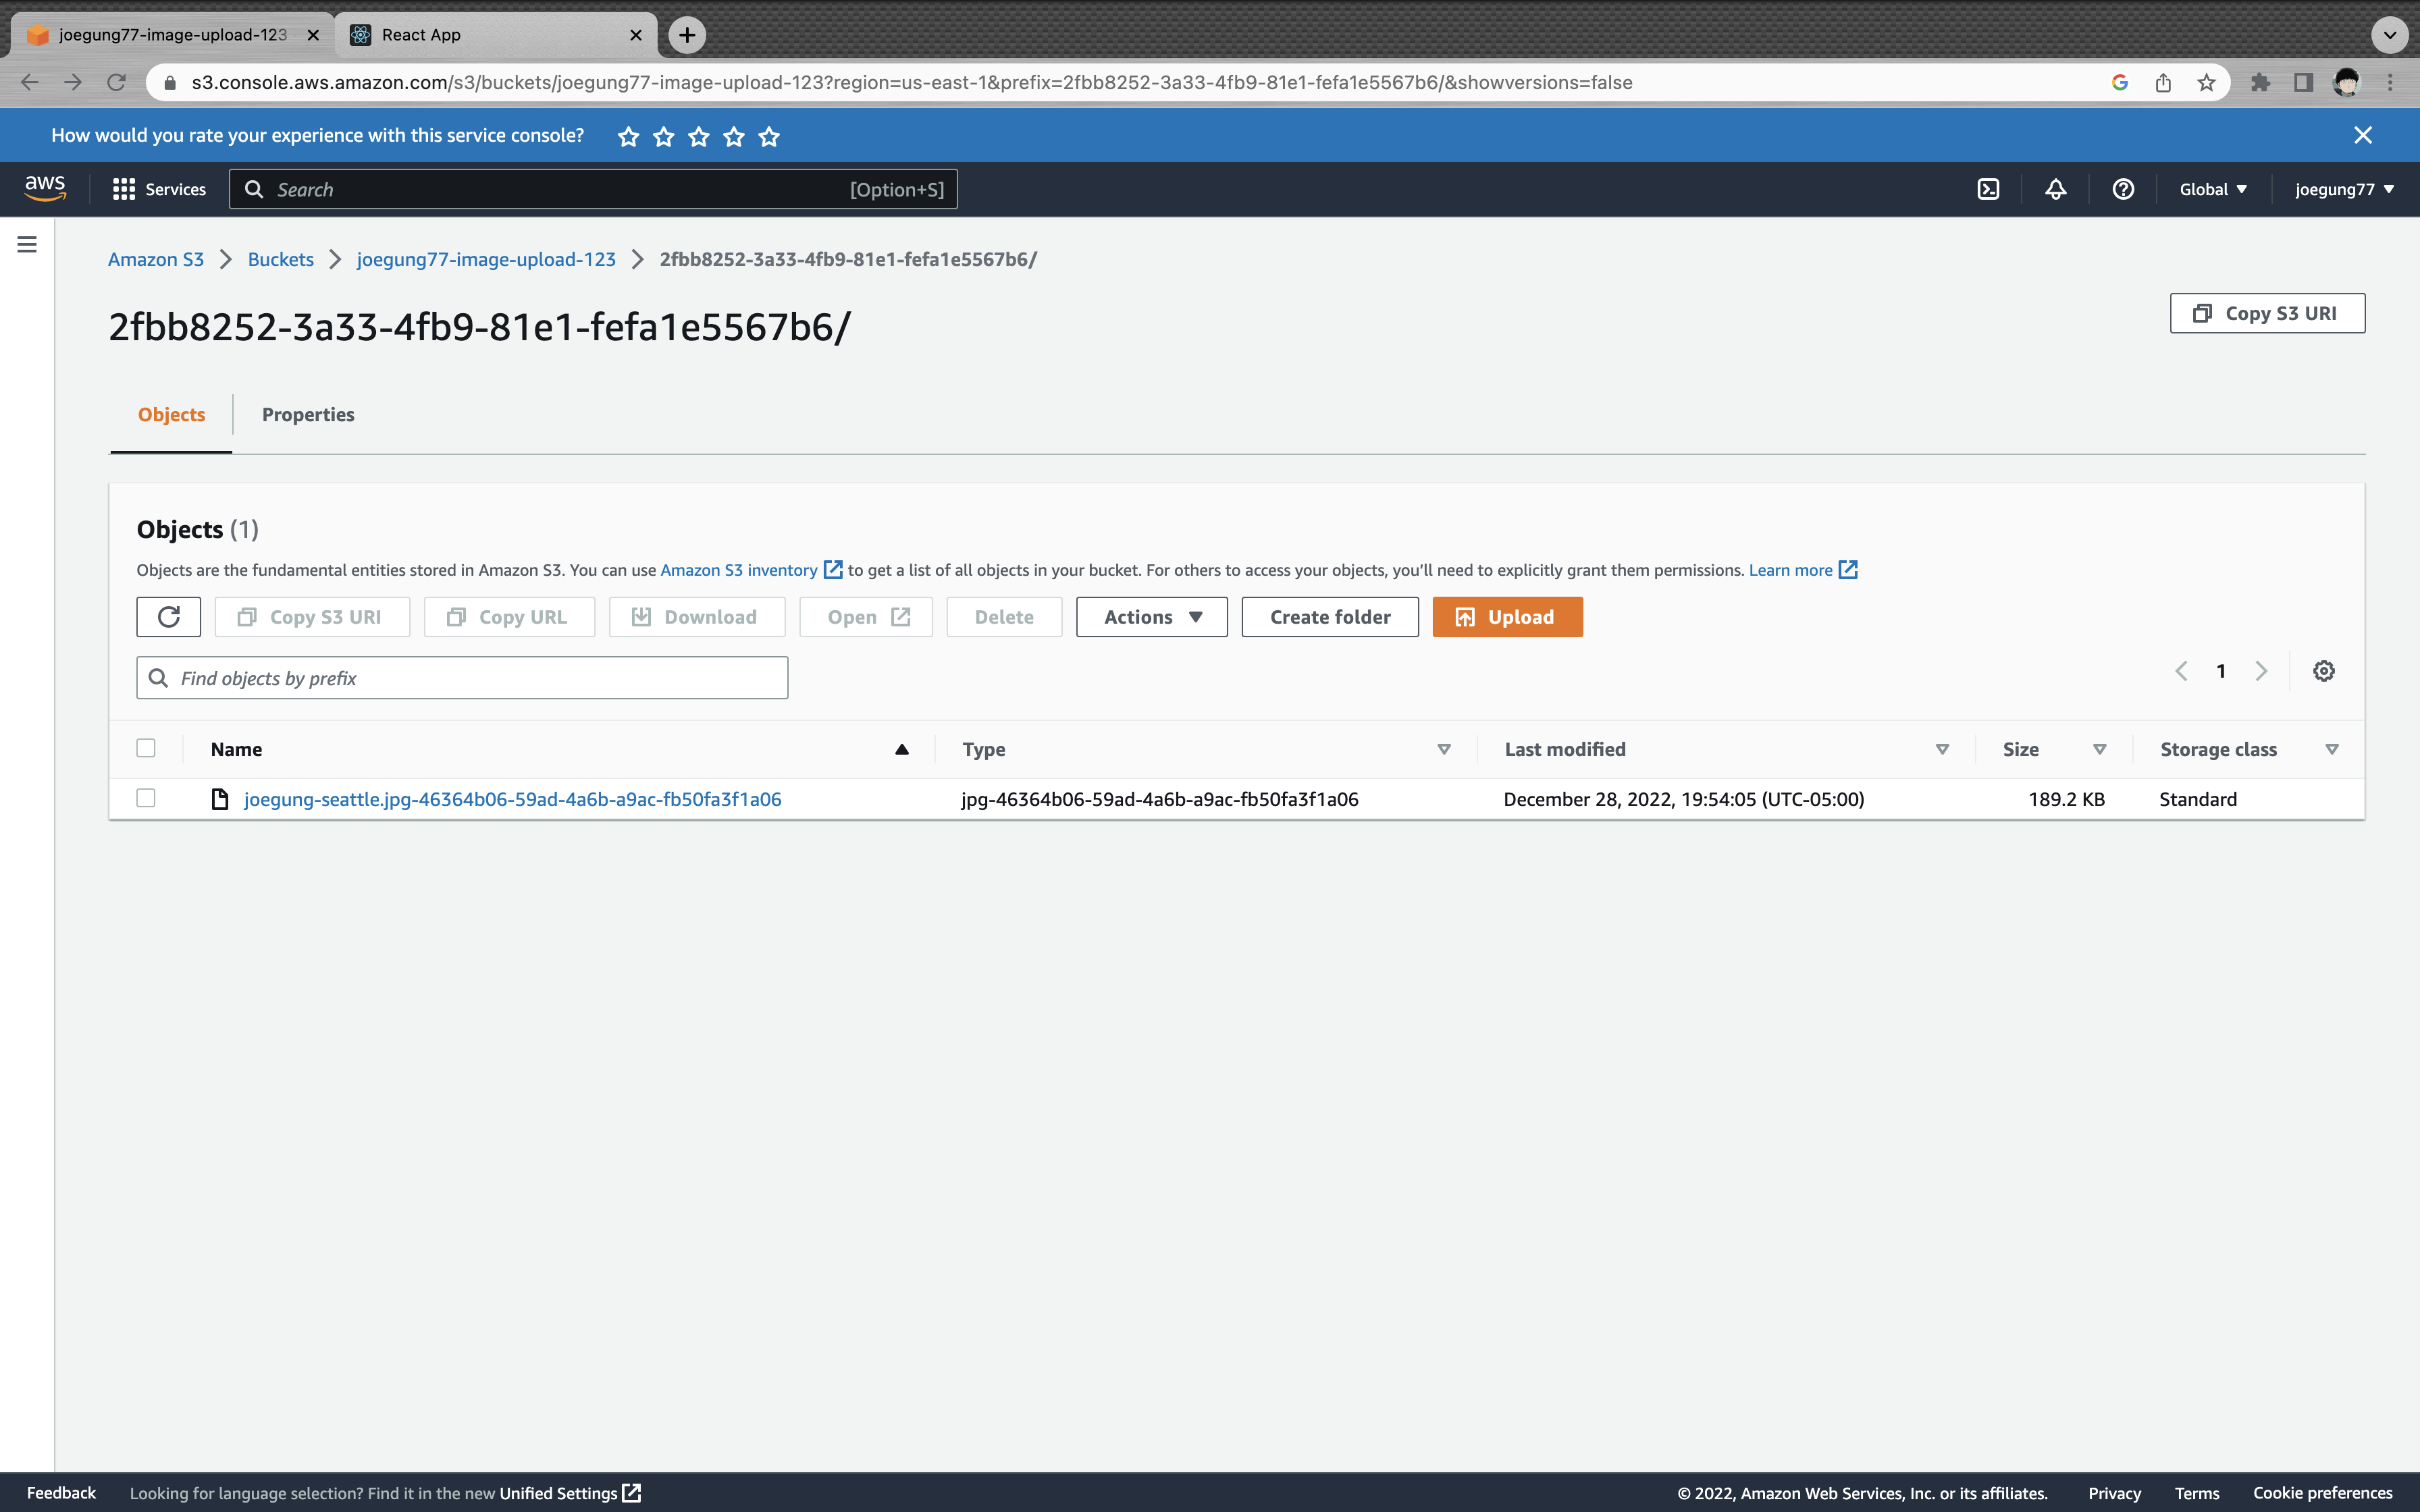 joegung77-image-upload-123
React App
s3.console.aws.amazon.com/s3/buckets/joegung77-image-upload-123?region=us-east-1&prefix=2fbb8252-3a33-4fb9-81e1-fefa1e5567b6/&showversions=false
How would you rate your experience with this service console?
aws Services Search [Option+S] Global joegung77
Amazon S3 Buckets joegung77-image-upload-123 2fbb8252-3a33-4fb9-81e1-fefa1e5567b6/
2fbb8252-3a33-4fb9-81e1-fefa1e5567b6/
Copy S3 URI
Objects Properties
Objects (1)
Objects are the fundamental entities stored in Amazon S3. You can use Amazon S3 inventory to get a list of all objects in your bucket. For others to access your objects, you’ll need to explicitly grant them permissions. Learn more
Copy S3 URI Copy URL Download Open Delete Actions Create folder Upload
Find objects by prefix
1
Name Type Last modified Size Storage class
joegung-seattle.jpg-46364b06-59ad-4a6b-a9ac-fb50fa3f1a06 jpg-46364b06-59ad-4a6b-a9ac-fb50fa3f1a06 December 28, 2022, 19:54:05 (UTC-05:00) 189.2 KB Standard
Feedback Looking for language selection? Find it in the new Unified Settings © 2022, Amazon Web Services, Inc. or its affiliates. Privacy Terms Cookie preferences